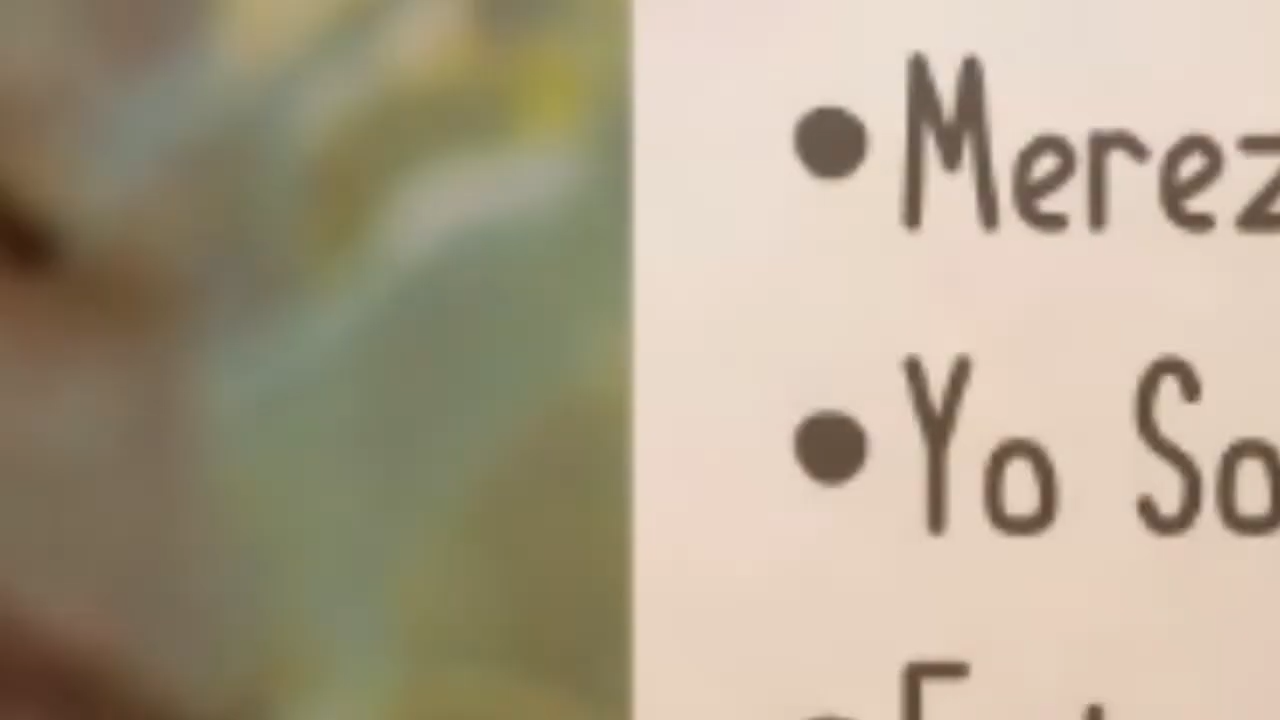 • Merez
• Yo So